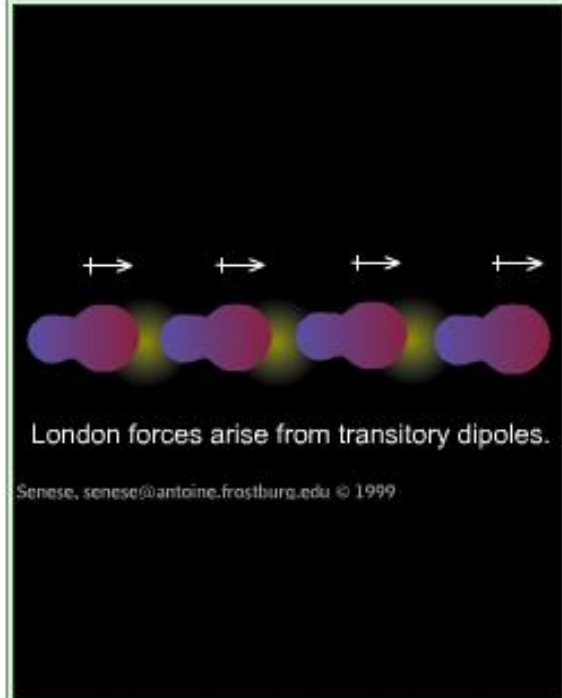 London forces arise from transitory dipoles.
Senese, senese@antoine.frostburg.edu © 1999